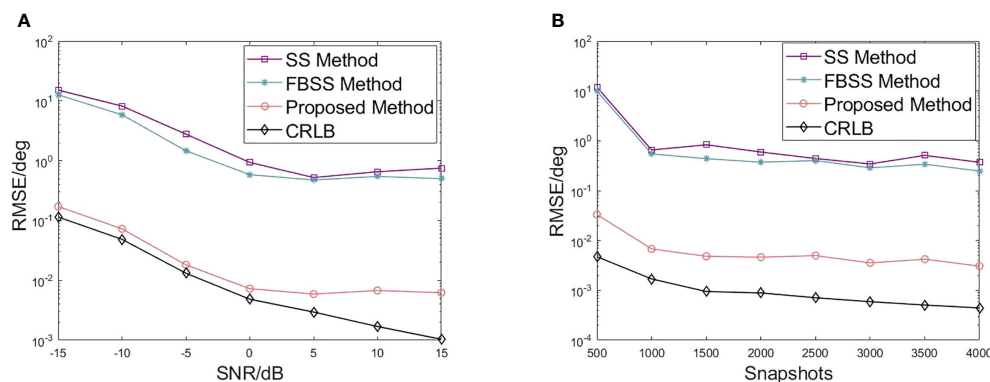 A
RMSE/deg
10^2
10^1
10^0
10^-1
10^-2
10^-3
SS Method
FBSS Method
Proposed Method
CRLB
-15 -10 -5 0 5 10 15
SNR/dB
B
RMSE/deg
10^2
10^1
10^0
10^-1
10^-2
10^-3
10^-4
SS Method
FBSS Method
Proposed Method
CRLB
500 1000 1500 2000 2500 3000 3500 4000
Snapshots